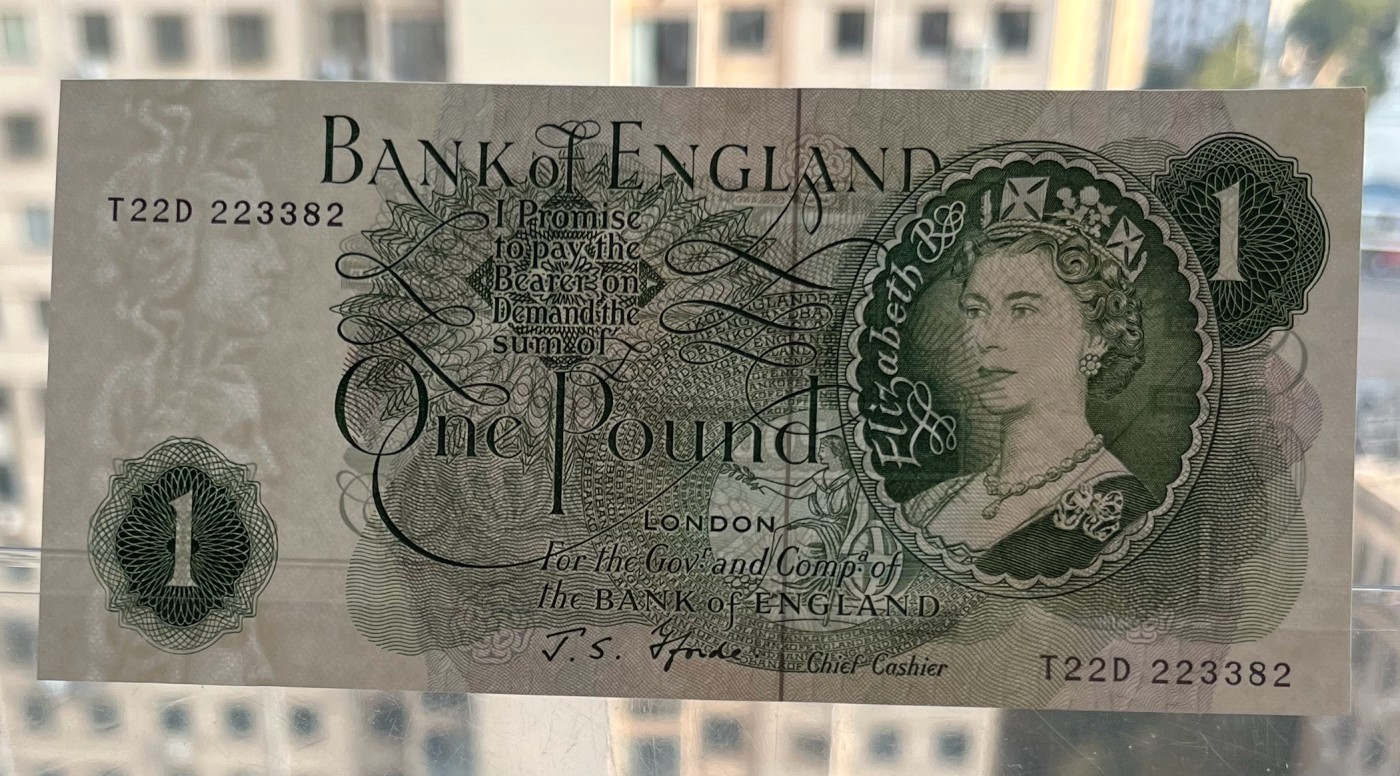 BANK of ENGLAND
T22D 223382
I Promise
to pay the
Bearer on
Demand the
sum of
One Pound
LONDON
For the Govr. and Compa. of
the BANK of ENGLAND
Chief Cashier
Elizabeth R
1
1
T22D 223382